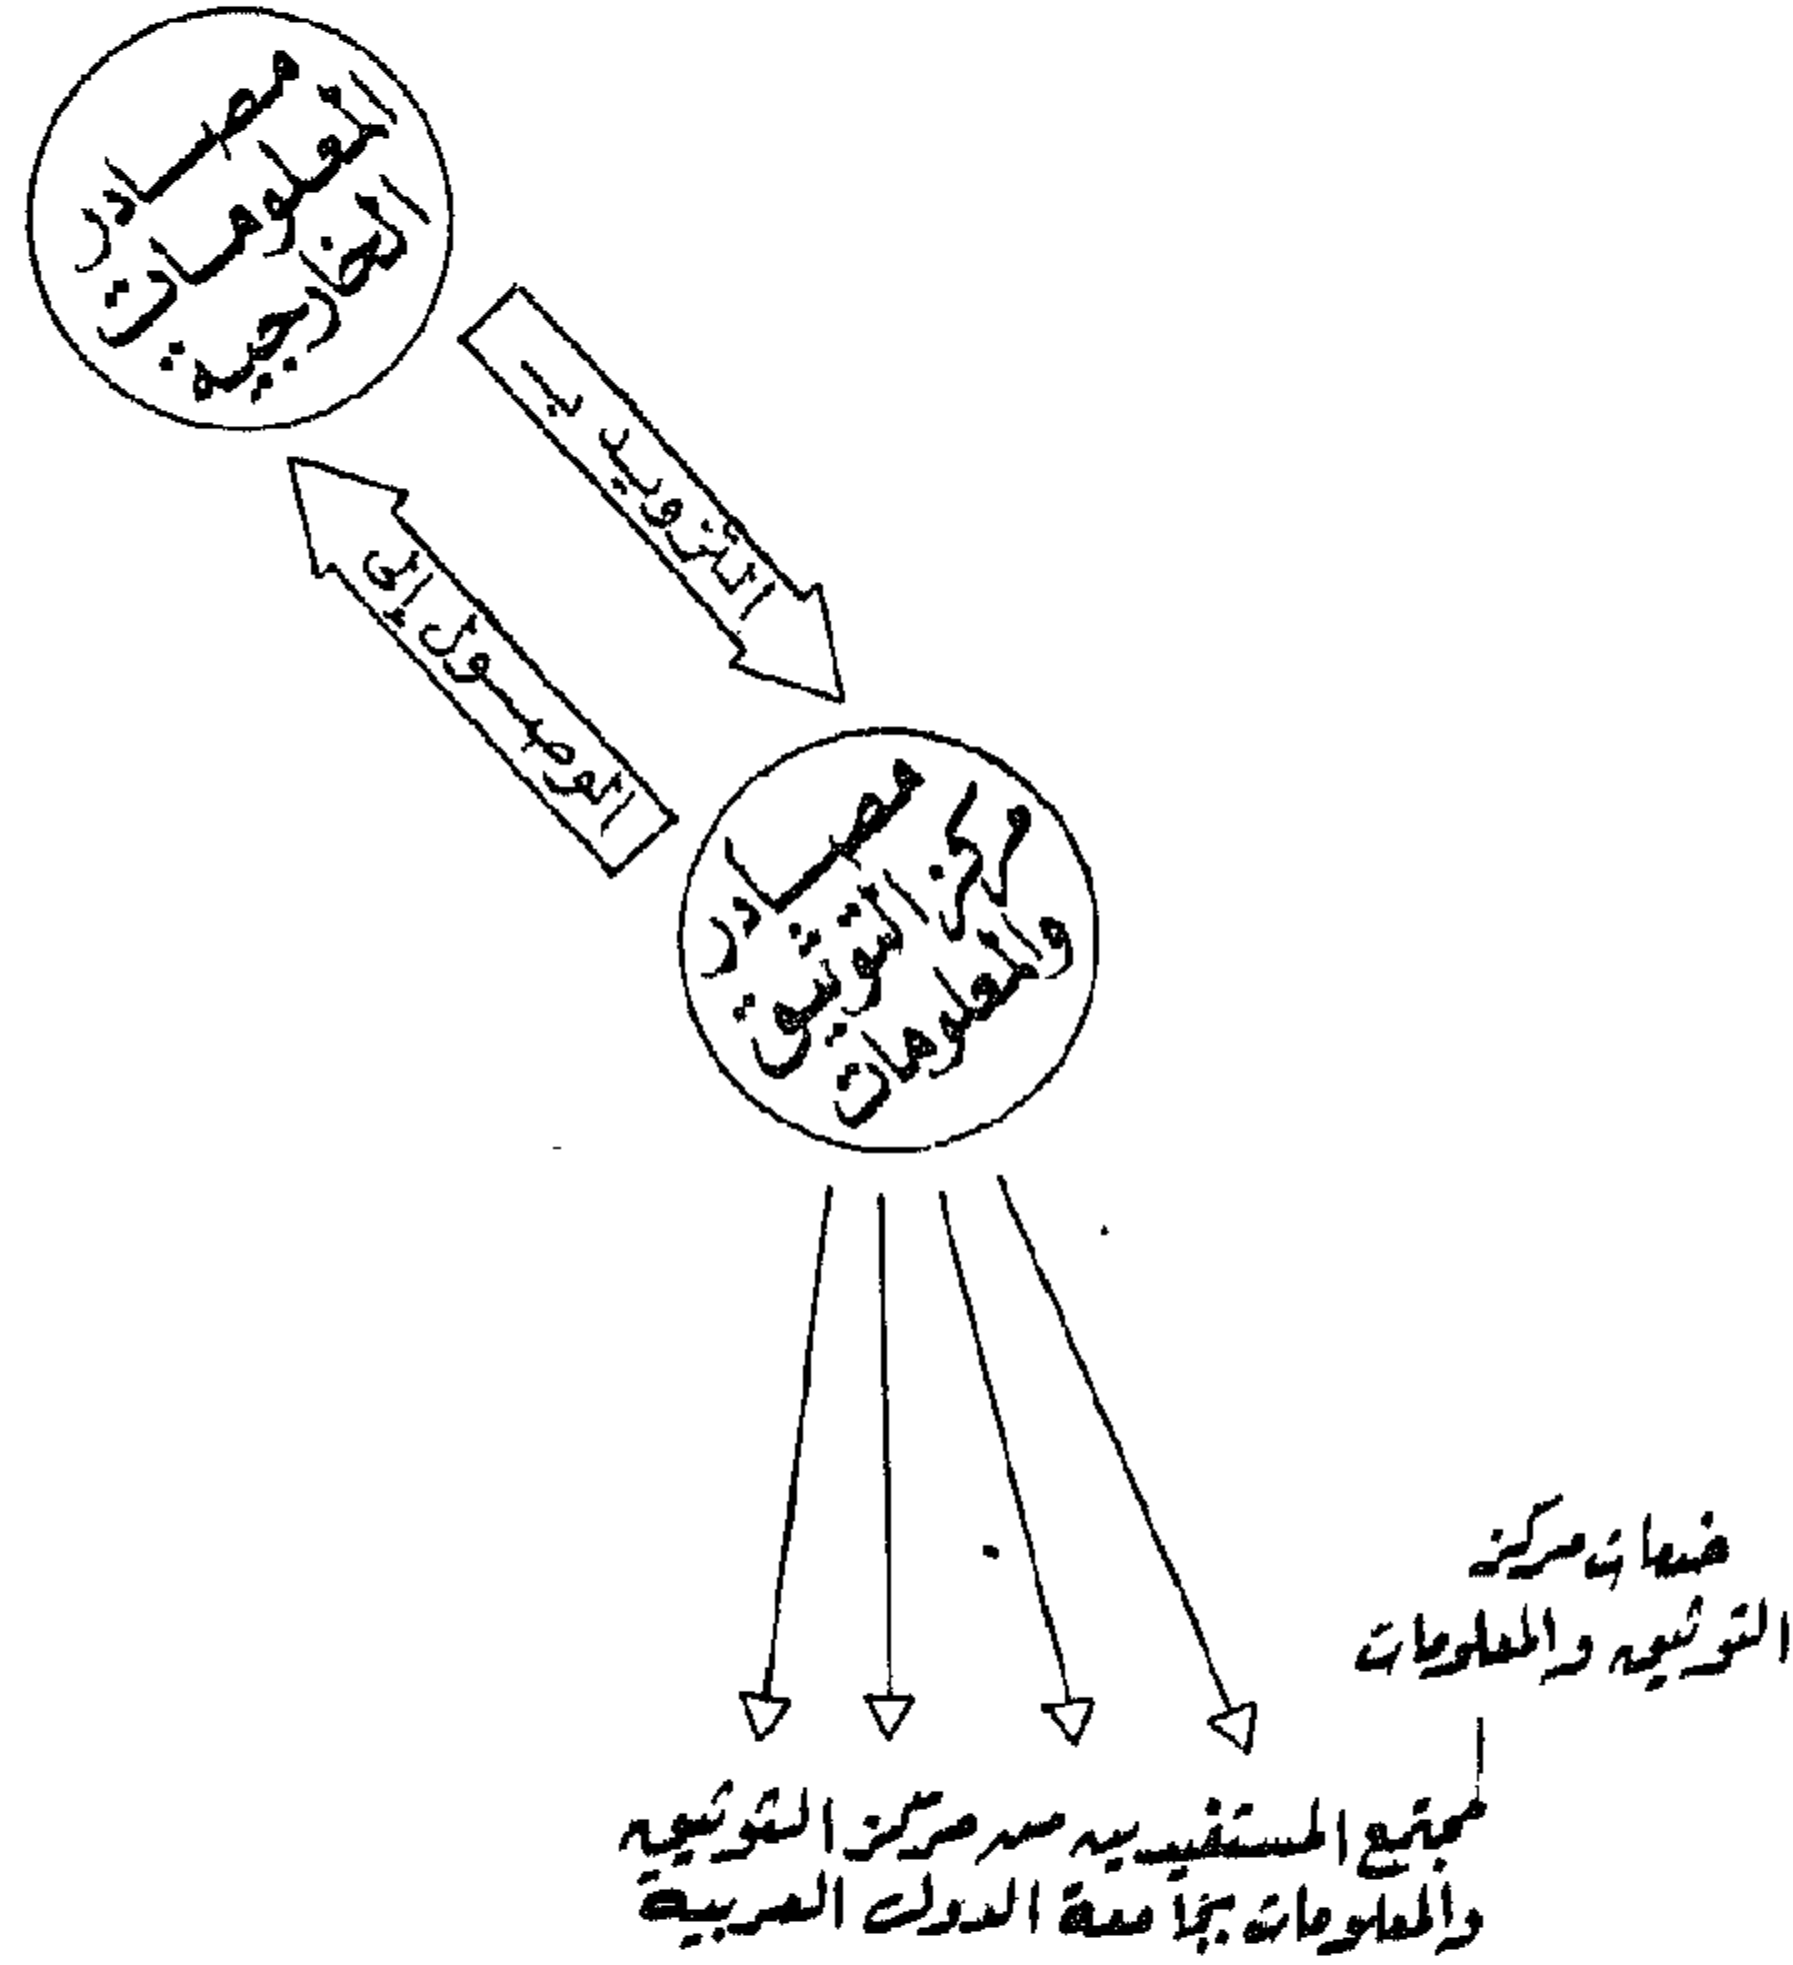 مصادر
المعلومات
الخارجية
التزويد بـ
الوصول إلى
مصادر
مركز التوثيق
والمعلومات
خدمات مركز
التوثيق والمعلومات
مجتمع المستفيدين من مركز التوثيق
والمعلومات بجامعة الدول العربية